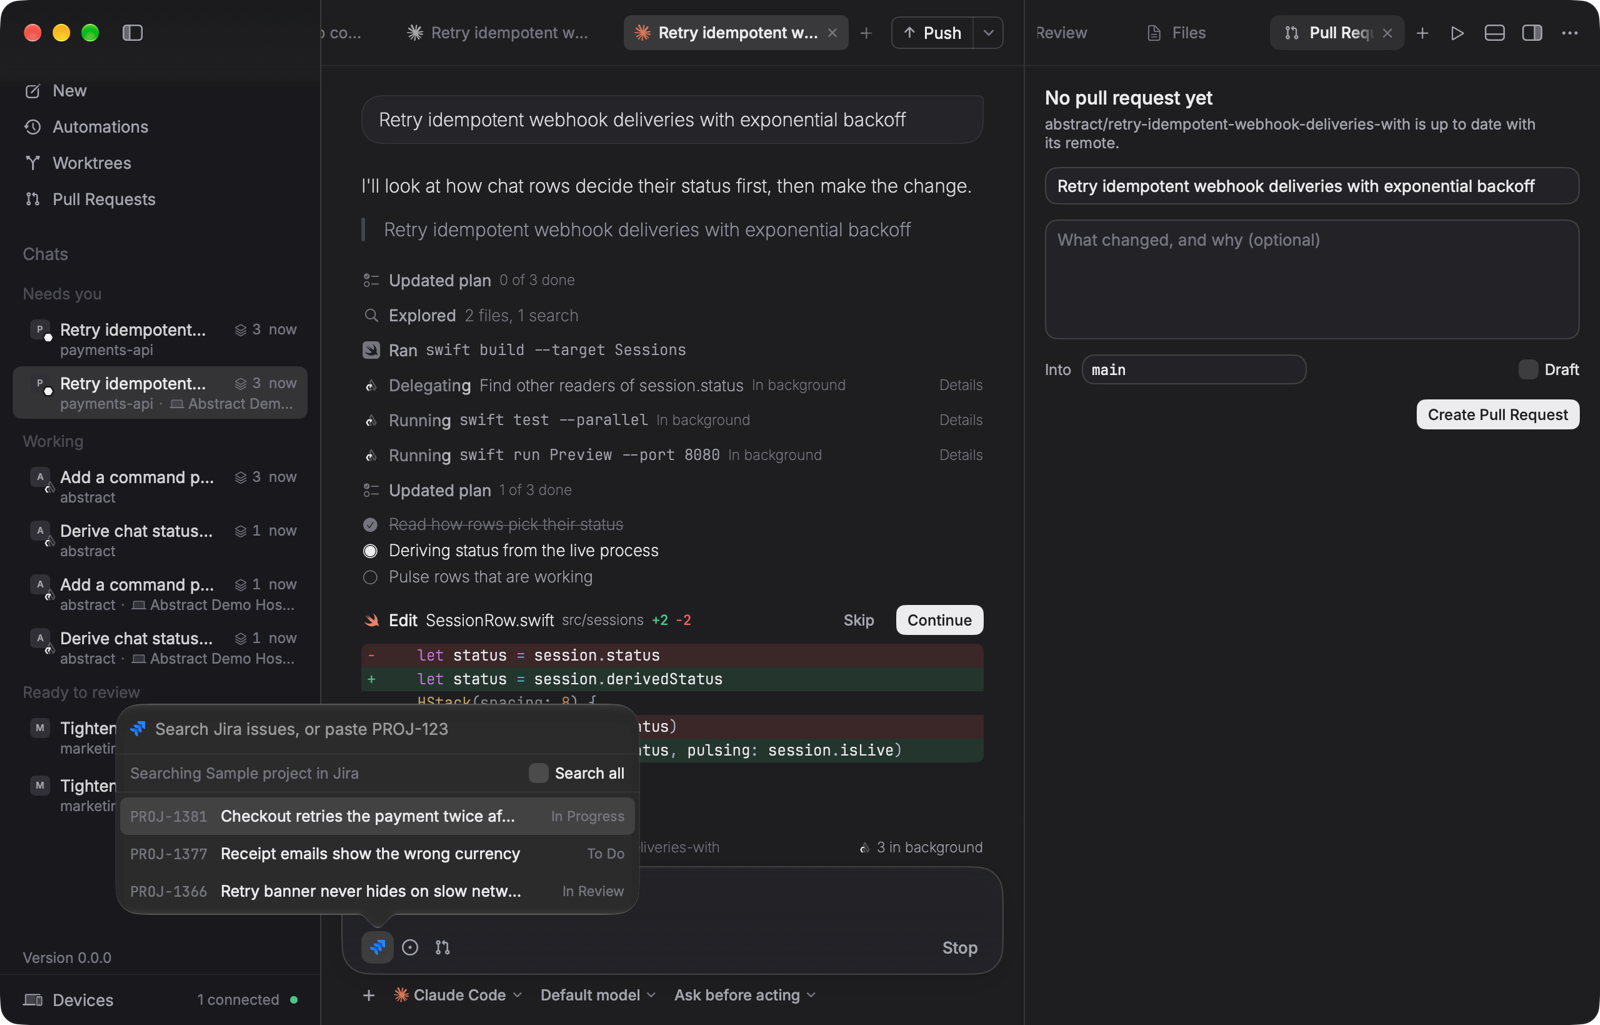 New
Automations
Worktrees
Pull Requests
Chats
Needs you
P Retry idempotent... 3 now
payments-api
P Retry idempotent... 3 now
payments-api · Abstract Dem...
Working
A Add a command p... 3 now
abstract
A Derive chat status... 1 now
abstract
A Add a command p... 1 now
abstract · Abstract Demo Hos...
A Derive chat status... 1 now
abstract · Abstract Demo Hos...
Ready to review
M Tighten
marketin
M Tighten
marketin
Version 0.0.0
Devices 1 connected
co...
Retry idempotent w...
Retry idempotent w...
Push
Retry idempotent webhook deliveries with exponential backoff
I'll look at how chat rows decide their status first, then make the change.
Retry idempotent webhook deliveries with exponential backoff
Updated plan 0 of 3 done
Explored 2 files, 1 search
Ran swift build --target Sessions
Delegating Find other readers of session.status In background Details
Running swift test --parallel In background Details
Running swift run Preview --port 8080 In background Details
Updated plan 1 of 3 done
Read how rows pick their status
Deriving status from the live process
Pulse rows that are working
Edit SessionRow.swift src/sessions +2 -2 Skip Continue
- let status = session.status
+ let status = session.derivedStatus
HStack(spacing: 8) {
tus)
tus, pulsing: session.isLive)
Search Jira issues, or paste PROJ-123
Searching Sample project in Jira Search all
PROJ-1381 Checkout retries the payment twice af... In Progress
PROJ-1377 Receipt emails show the wrong currency To Do
PROJ-1366 Retry banner never hides on slow netw... In Review
liveries-with 3 in background
Stop
Claude Code Default model Ask before acting
Review
Files
Pull Req
No pull request yet
abstract/retry-idempotent-webhook-deliveries-with is up to date with
its remote.
Retry idempotent webhook deliveries with exponential backoff
What changed, and why (optional)
Into main Draft
Create Pull Request